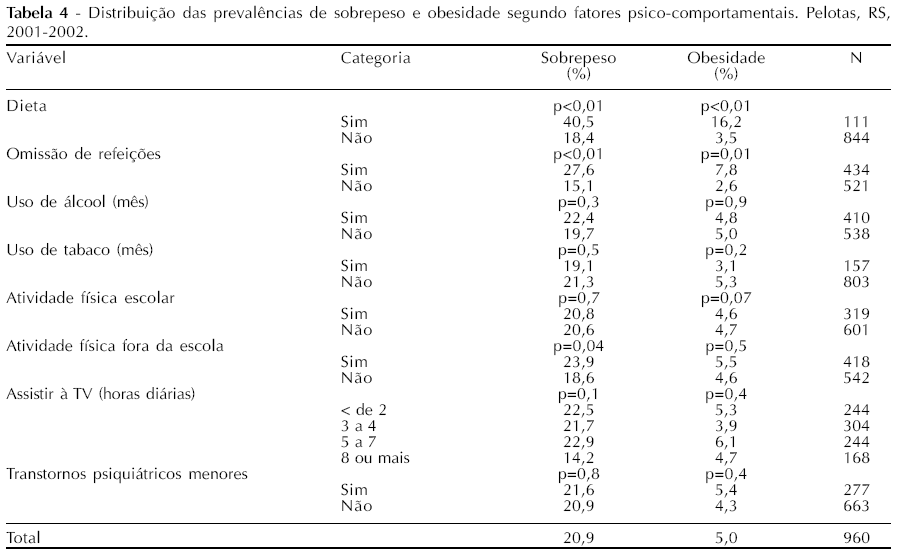 Tabela 4 - Distribuição das prevalências de sobrepeso e obesidade segundo fatores psico-comportamentais. Pelotas, RS,
2001-2002.
Variável Categoria Sobrepeso Obesidade N
(%) (%)
Dieta p<0,01 p<0,01
Sim 40,5 16,2 111
Não 18,4 3,5 844
Omissão de refeições p<0,01 p=0,01
Sim 27,6 7,8 434
Não 15,1 2,6 521
Uso de álcool (mês) p=0,3 p=0,9
Sim 22,4 4,8 410
Não 19,7 5,0 538
Uso de tabaco (mês) p=0,5 p=0,2
Sim 19,1 3,1 157
Não 21,3 5,3 803
Atividade física escolar p=0,7 p=0,07
Sim 20,8 4,6 319
Não 20,6 4,7 601
Atividade física fora da escola p=0,04 p=0,5
Sim 23,9 5,5 418
Não 18,6 4,6 542
Assistir à TV (horas diárias) p=0,1 p=0,4
< de 2 22,5 5,3 244
3 a 4 21,7 3,9 304
5 a 7 22,9 6,1 244
8 ou mais 14,2 4,7 168
Transtornos psiquiátricos menores p=0,8 p=0,4
Sim 21,6 5,4 277
Não 20,9 4,3 663
Total 20,9 5,0 960